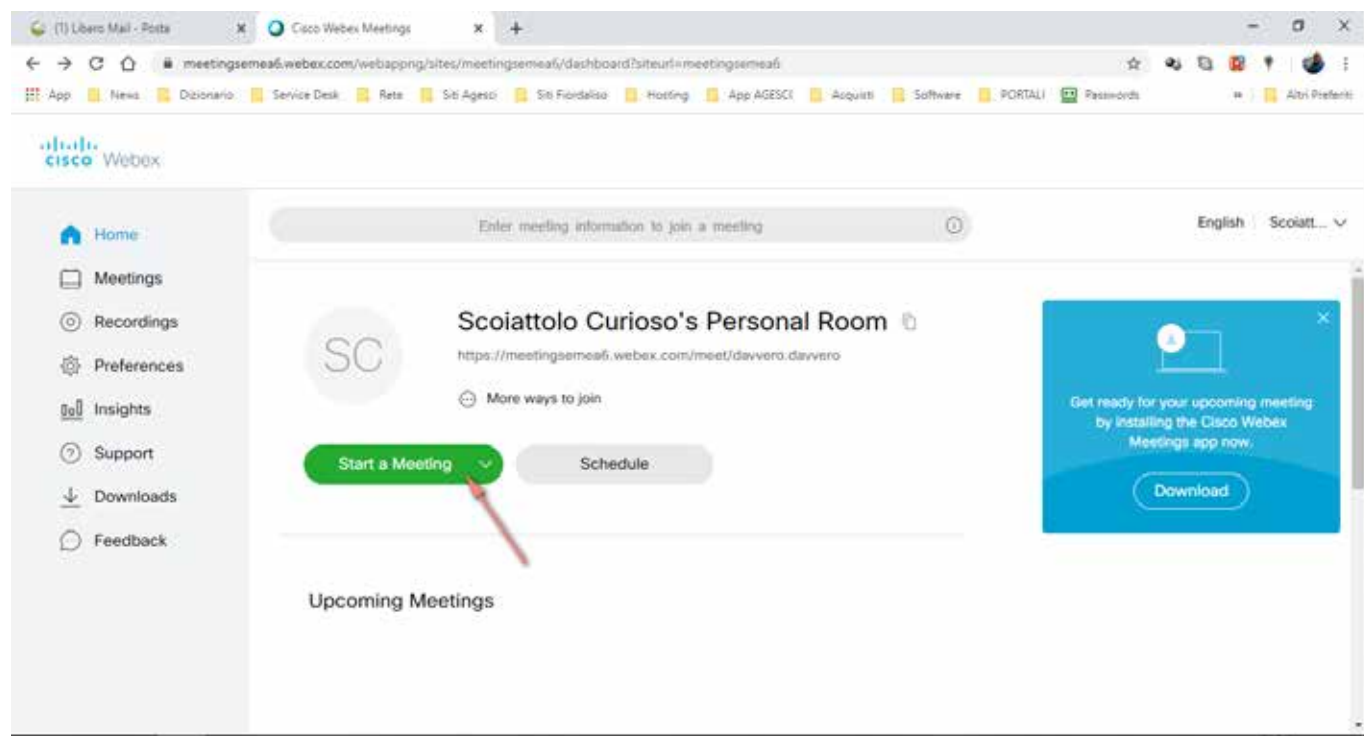 (1) Libero Mail - Posta
Cisco Webex Meetings
meetingsemea6.webex.com/webappng/sites/meetingsemea6/dashboard?siteurl=meetingsemea6
App News Dizionario Service Desk Rete Siti Agesci Siti Fiordaliso Hosting App AGESCI Acquisti Software PORTALI Passwords » Altri Preferiti
cisco Webex
Enter meeting information to join a meeting
English Scoiatt...
Home
Meetings
Recordings
Preferences
Insights
Support
Downloads
Feedback
SC
Scoiattolo Curioso's Personal Room
https://meetingsemea6.webex.com/meet/davvero.davvero
More ways to join
Start a Meeting
Schedule
Upcoming Meetings
Get ready for your upcoming meeting
by installing the Cisco Webex
Meetings app now.
Download